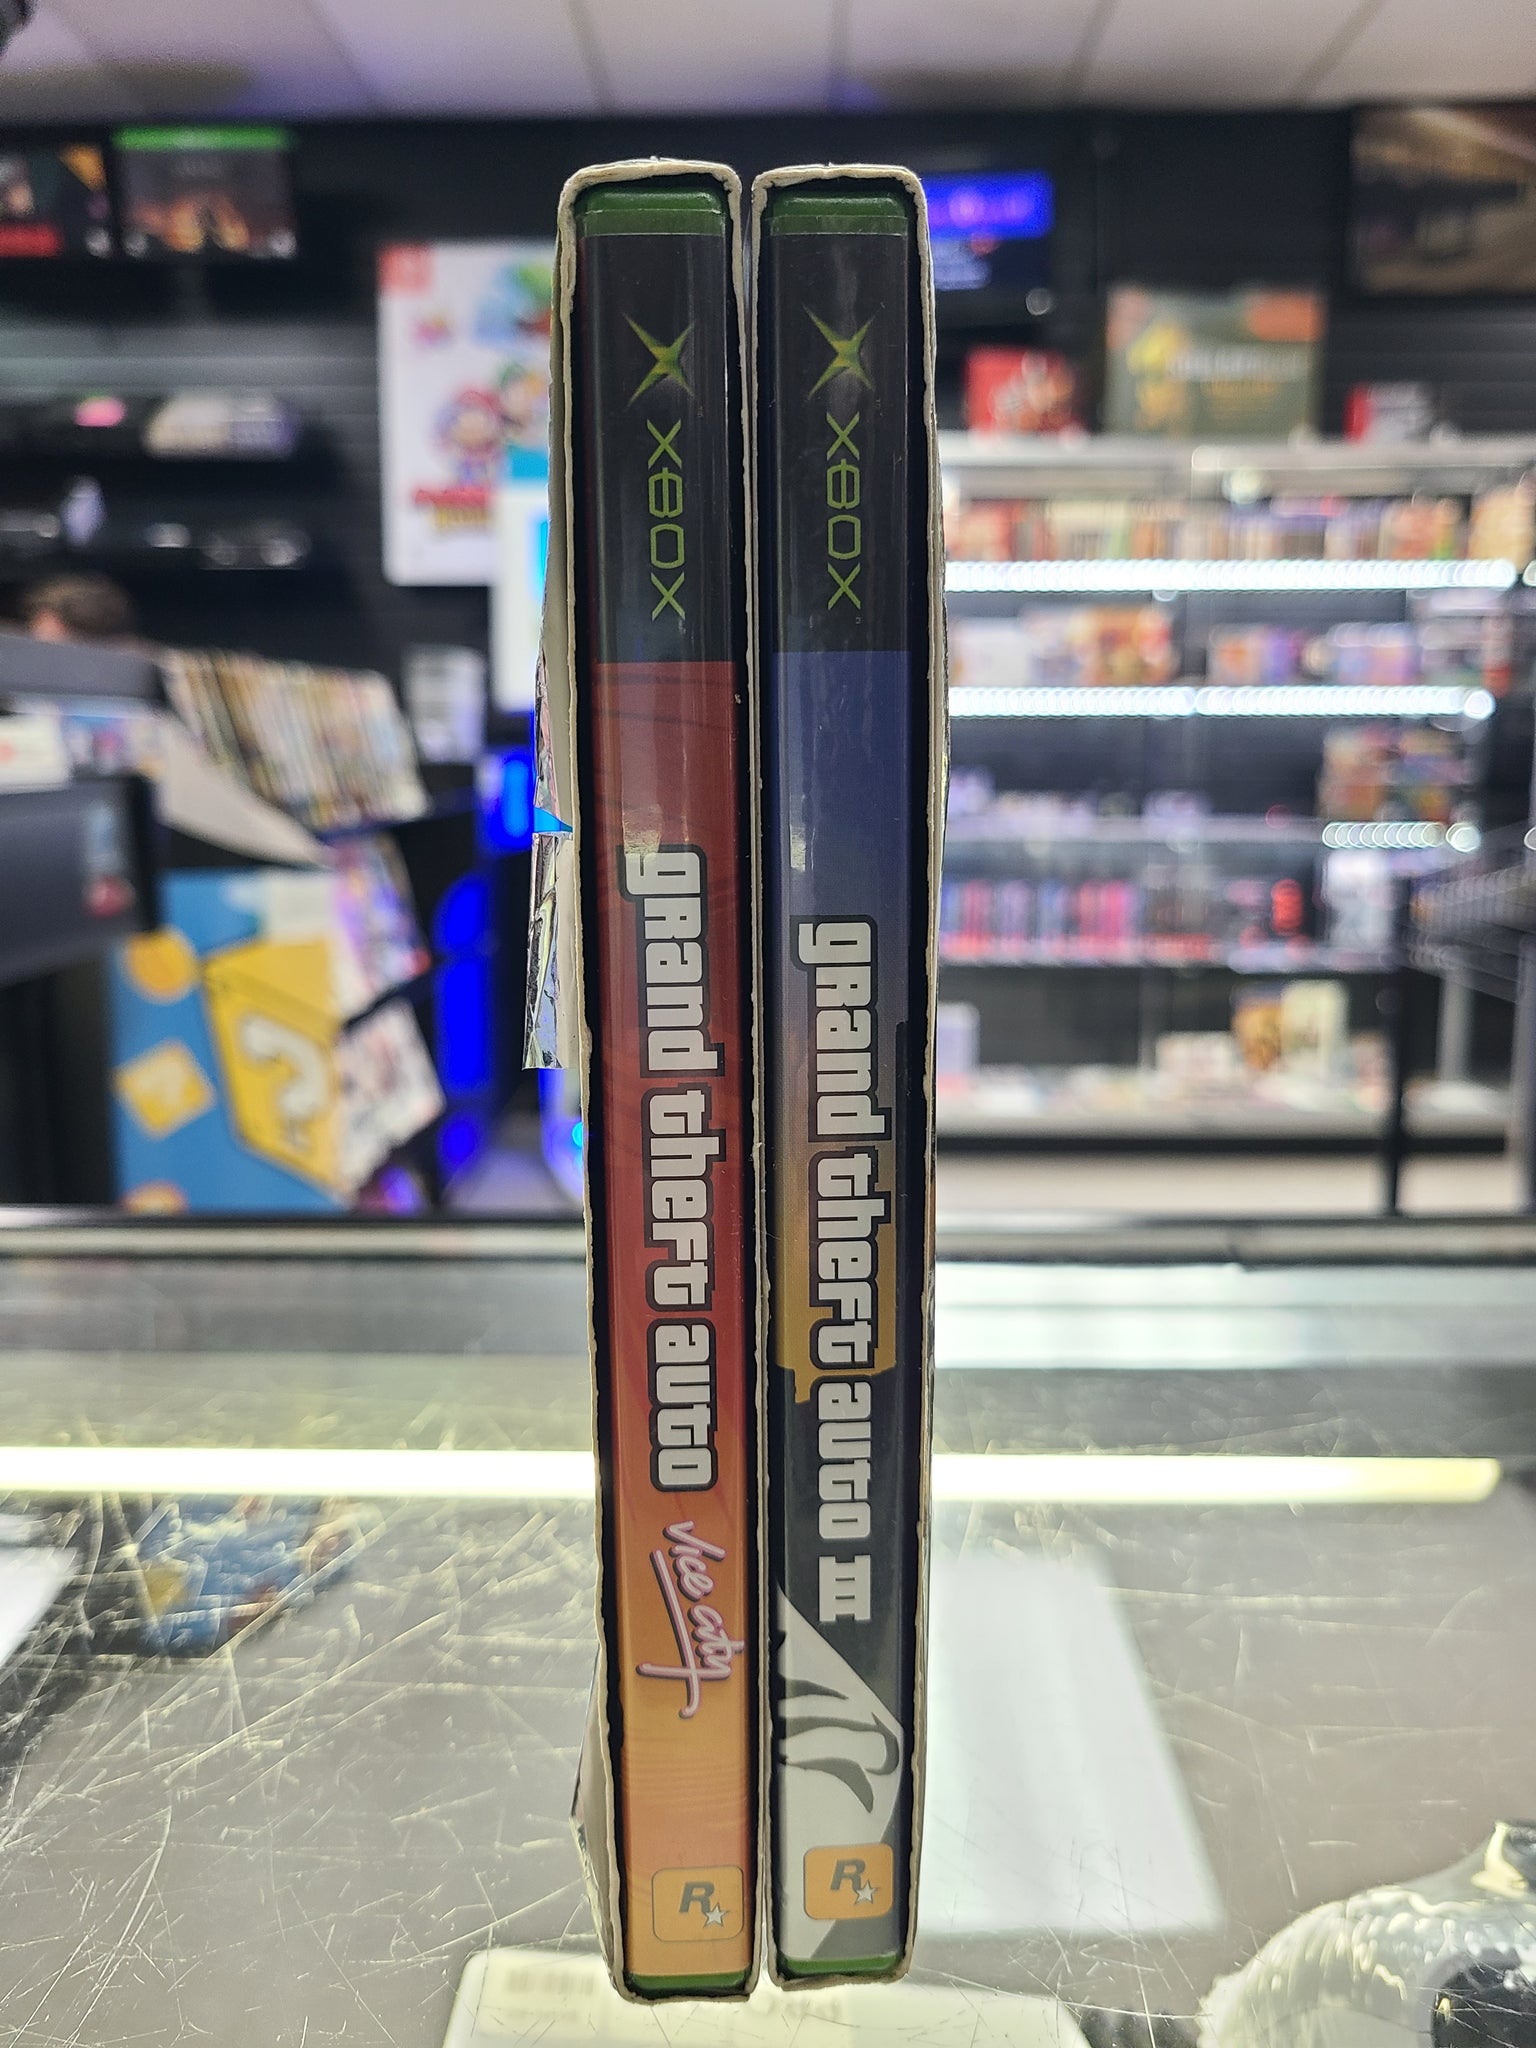 XBOX
grand theft auto
Vice City
R
XBOX
grand theft auto III
R